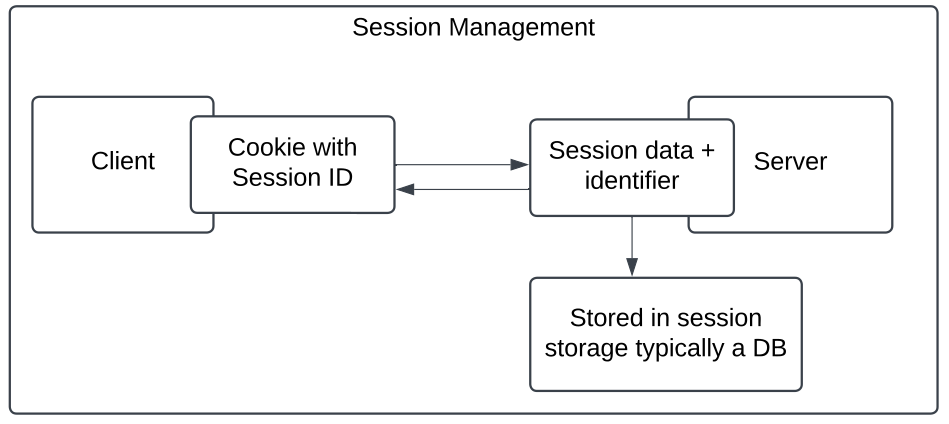 Session Management
Client
Cookie with
Session ID
Session data +
identifier
Server
Stored in session
storage typically a DB